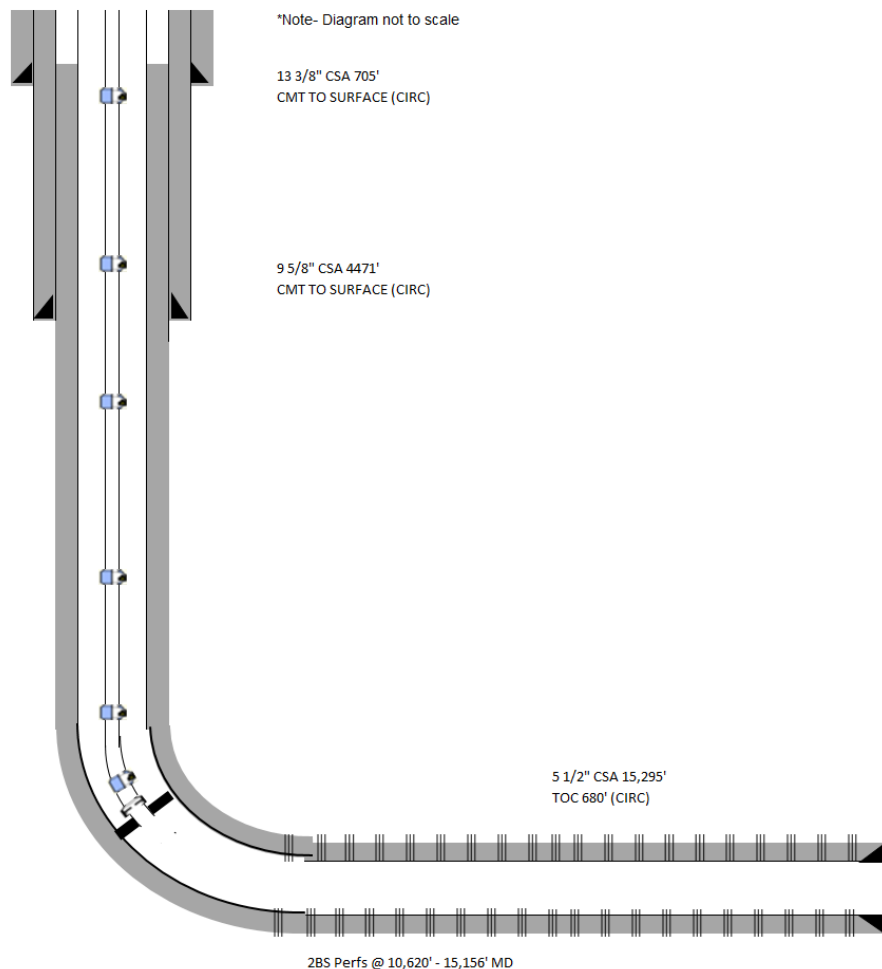 *Note- Diagram not to scale
13 3/8" CSA 705'
CMT TO SURFACE (CIRC)
9 5/8" CSA 4471'
CMT TO SURFACE (CIRC)
5 1/2" CSA 15,295'
TOC 680' (CIRC)
2BS Perfs @ 10,620' - 15,156' MD